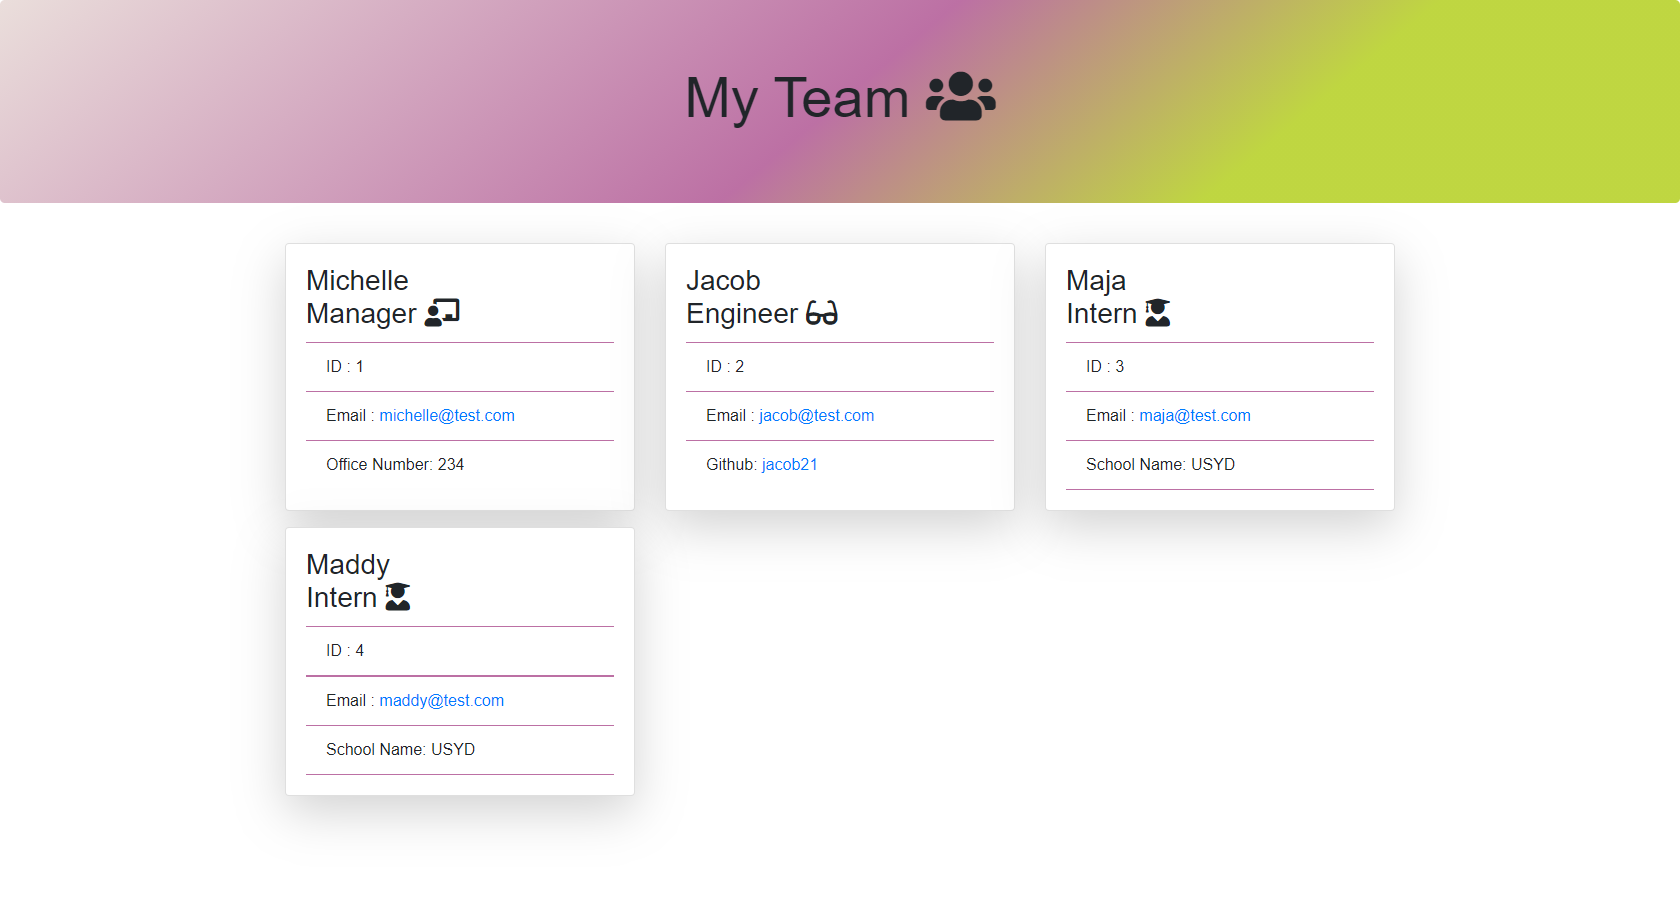 My Team
Michelle
Manager
ID : 1
Email : michelle@test.com
Office Number: 234
Jacob
Engineer
ID : 2
Email : jacob@test.com
Github: jacob21
Maja
Intern
ID : 3
Email : maja@test.com
School Name: USYD
Maddy
Intern
ID : 4
Email : maddy@test.com
School Name: USYD